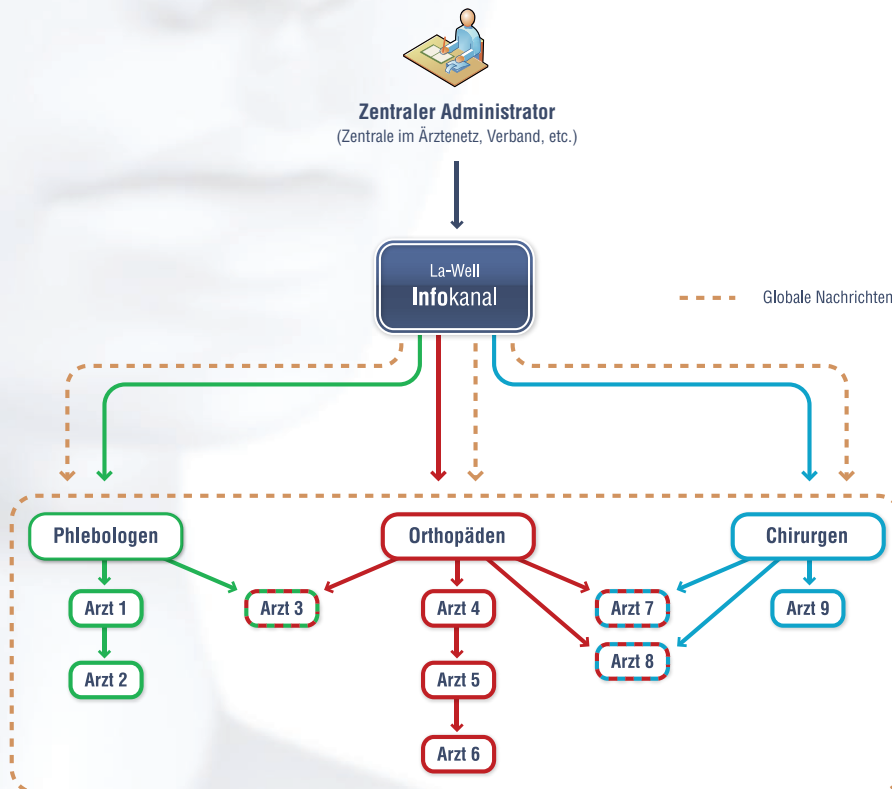 Zentraler Administrator
(Zentrale im Ärztenetz, Verband, etc.)
La-Well
Infokanal
Globale Nachrichten
Phlebologen
Orthopäden
Chirurgen
Arzt 1
Arzt 3
Arzt 4
Arzt 7
Arzt 9
Arzt 8
Arzt 2
Arzt 5
Arzt 6